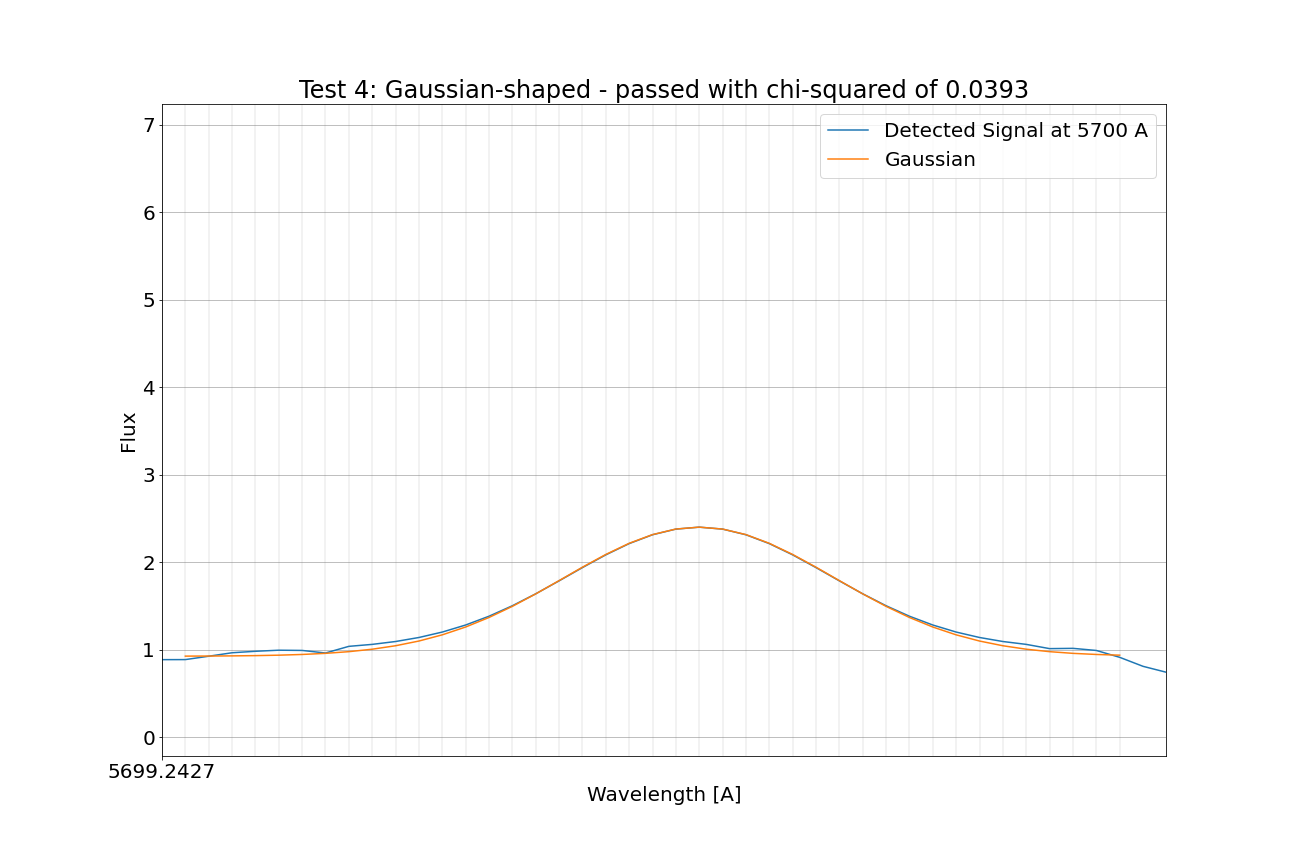 Test 4: Gaussian-shaped - passed with chi-squared of 0.0393
Detected Signal at 5700 A
Gaussian
7
6
5
4
3
2
1
0
Flux
5699.2427
Wavelength [A]